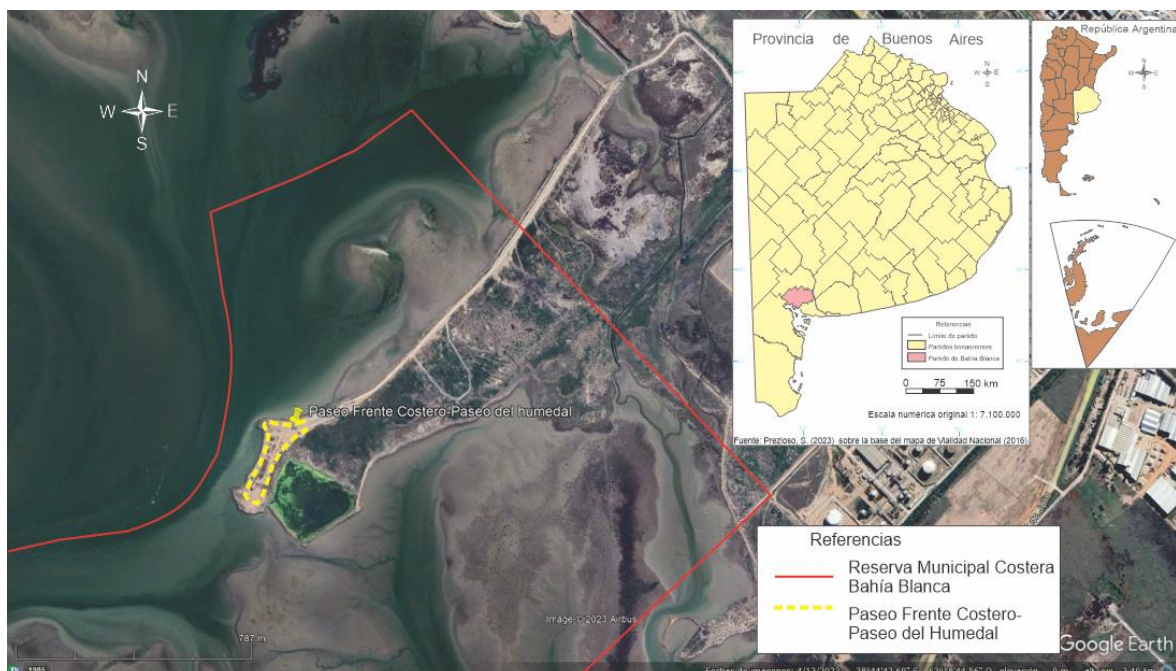 N
W E
S
Paseo Frente Costero-Paseo del humedal
787 m
1985
Image © 2023 Airbus
Provincia de Buenos Aires
N
W E
S
Referencias
Límite de partido
Partidos bonaerenses
Partido de Bahía Blanca
0 75 150 km
Escala numérica original 1: 7.100.000
Fuente: Prezioso, S. (2023) sobre la base del mapa de Vialidad Nacional (2016)
República Argentina
N
W E
S
Referencias
Reserva Municipal Costera
Bahía Blanca
Paseo Frente Costero-
Paseo del Humedal
Google Earth